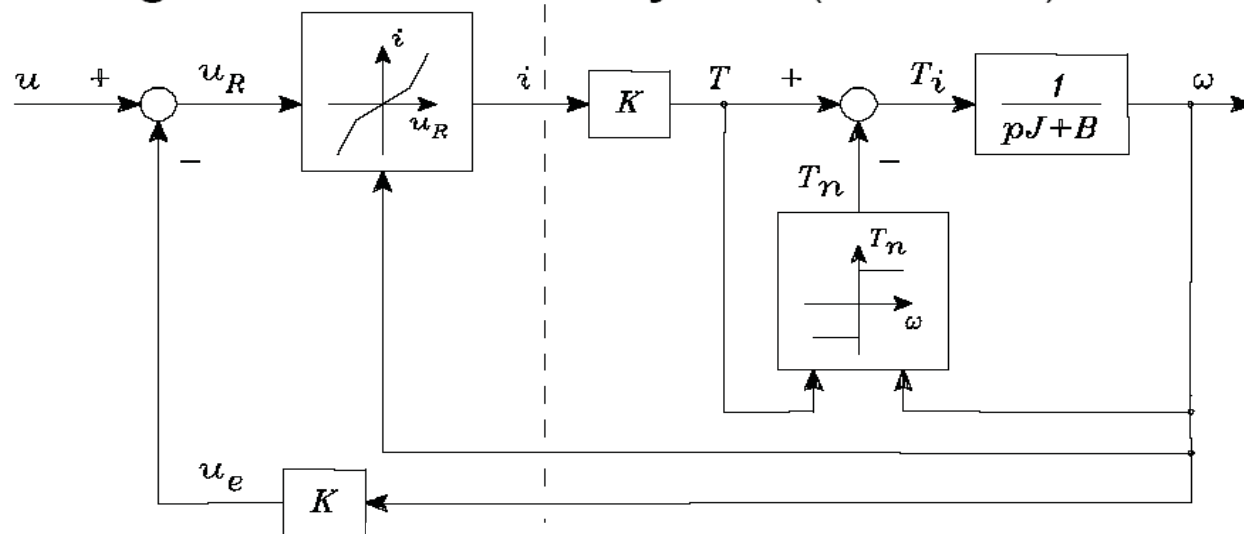 u + u_R i u_R i K T + T_i 1 ω
pJ+B
−
T_n −
T_n
ω
u_e K